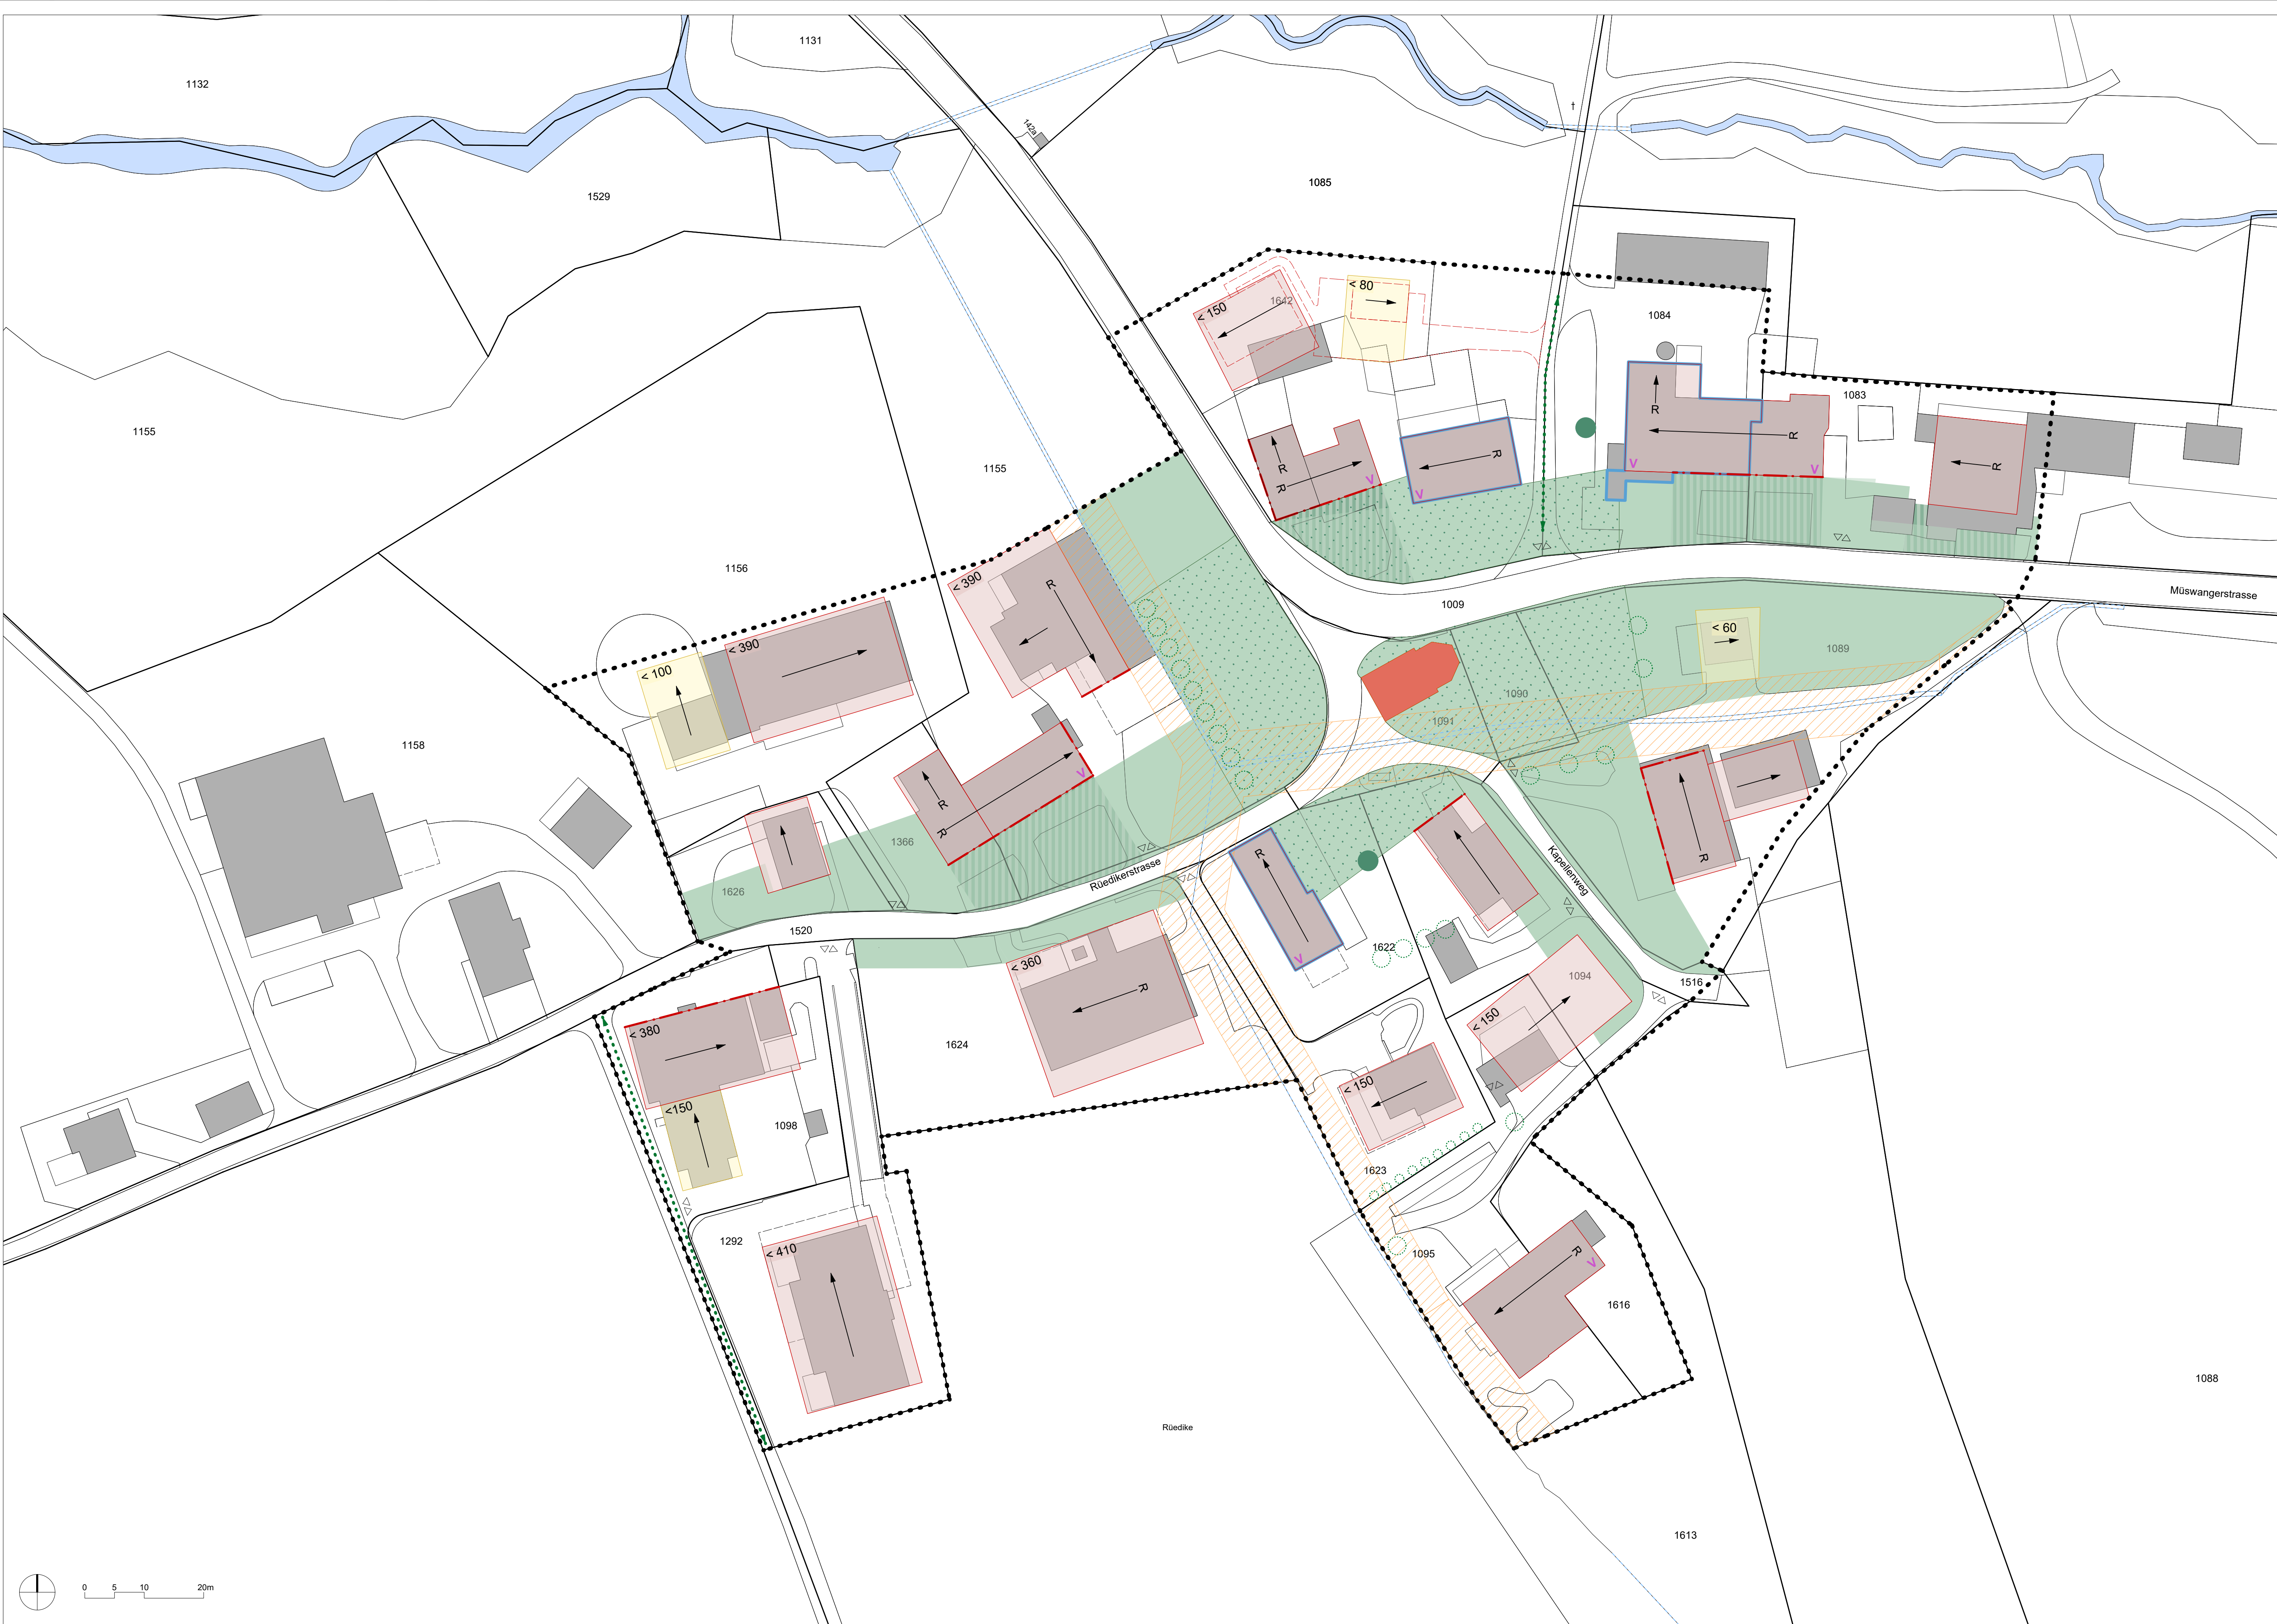 1131
1132
142a
†
1529
1085
1642
< 150
< 80
1084
1083
R
R
R
R
R
R
V
V
V
V
1155
1155
1156
< 390
R
1009
Müswangerstrasse
< 60
1089
1090
1091
< 100
< 390
1158
R
R
V
1366
1626
Rüedikerstrasse
Kapellenweg
R
V
R
1520
1622
1516
1094
< 360
R
< 150
< 380
1624
<150
1098
< 150
1623
1292
< 410
1095
R
V
1616
1088
Rüedike
1613
0 5 10 20m